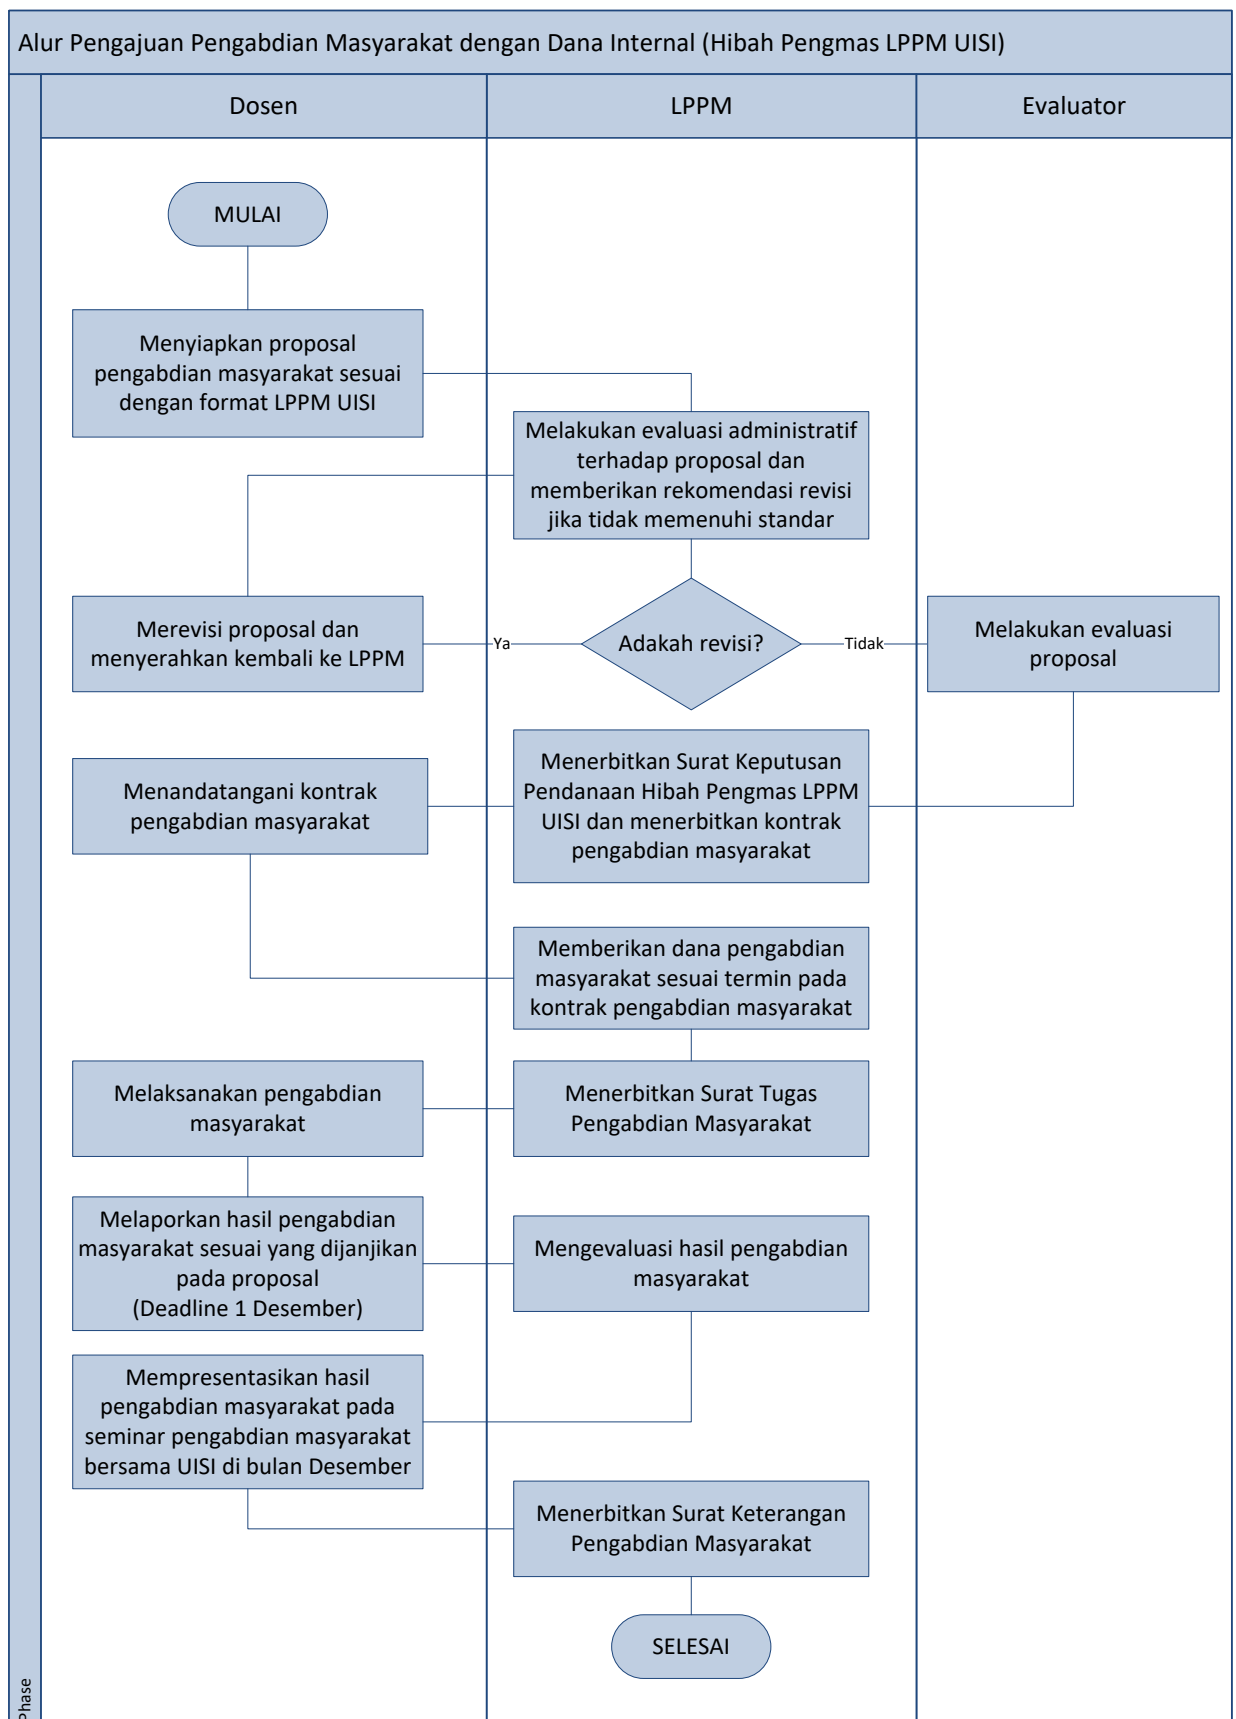 Alur Pengajuan Pengabdian Masyarakat dengan Dana Internal (Hibah Pengmas LPPM UISI)
Dosen
LPPM
Evaluator
MULAI
Menyiapkan proposal
pengabdian masyarakat sesuai
dengan format LPPM UISI
Melakukan evaluasi administratif
terhadap proposal dan
memberikan rekomendasi revisi
jika tidak memenuhi standar
Merevisi proposal dan
menyerahkan kembali ke LPPM
Ya
Adakah revisi?
Tidak
Melakukan evaluasi
proposal
Menerbitkan Surat Keputusan
Pendanaan Hibah Pengmas LPPM
UISI dan menerbitkan kontrak
pengabdian masyarakat
Menandatangani kontrak
pengabdian masyarakat
Memberikan dana pengabdian
masyarakat sesuai termin pada
kontrak pengabdian masyarakat
Menerbitkan Surat Tugas
Pengabdian Masyarakat
Melaksanakan pengabdian
masyarakat
Melaporkan hasil pengabdian
masyarakat sesuai yang dijanjikan
pada proposal
(Deadline 1 Desember)
Mengevaluasi hasil pengabdian
masyarakat
Mempresentasikan hasil
pengabdian masyarakat pada
seminar pengabdian masyarakat
bersama UISI di bulan Desember
Menerbitkan Surat Keterangan
Pengabdian Masyarakat
SELESAI
Phase